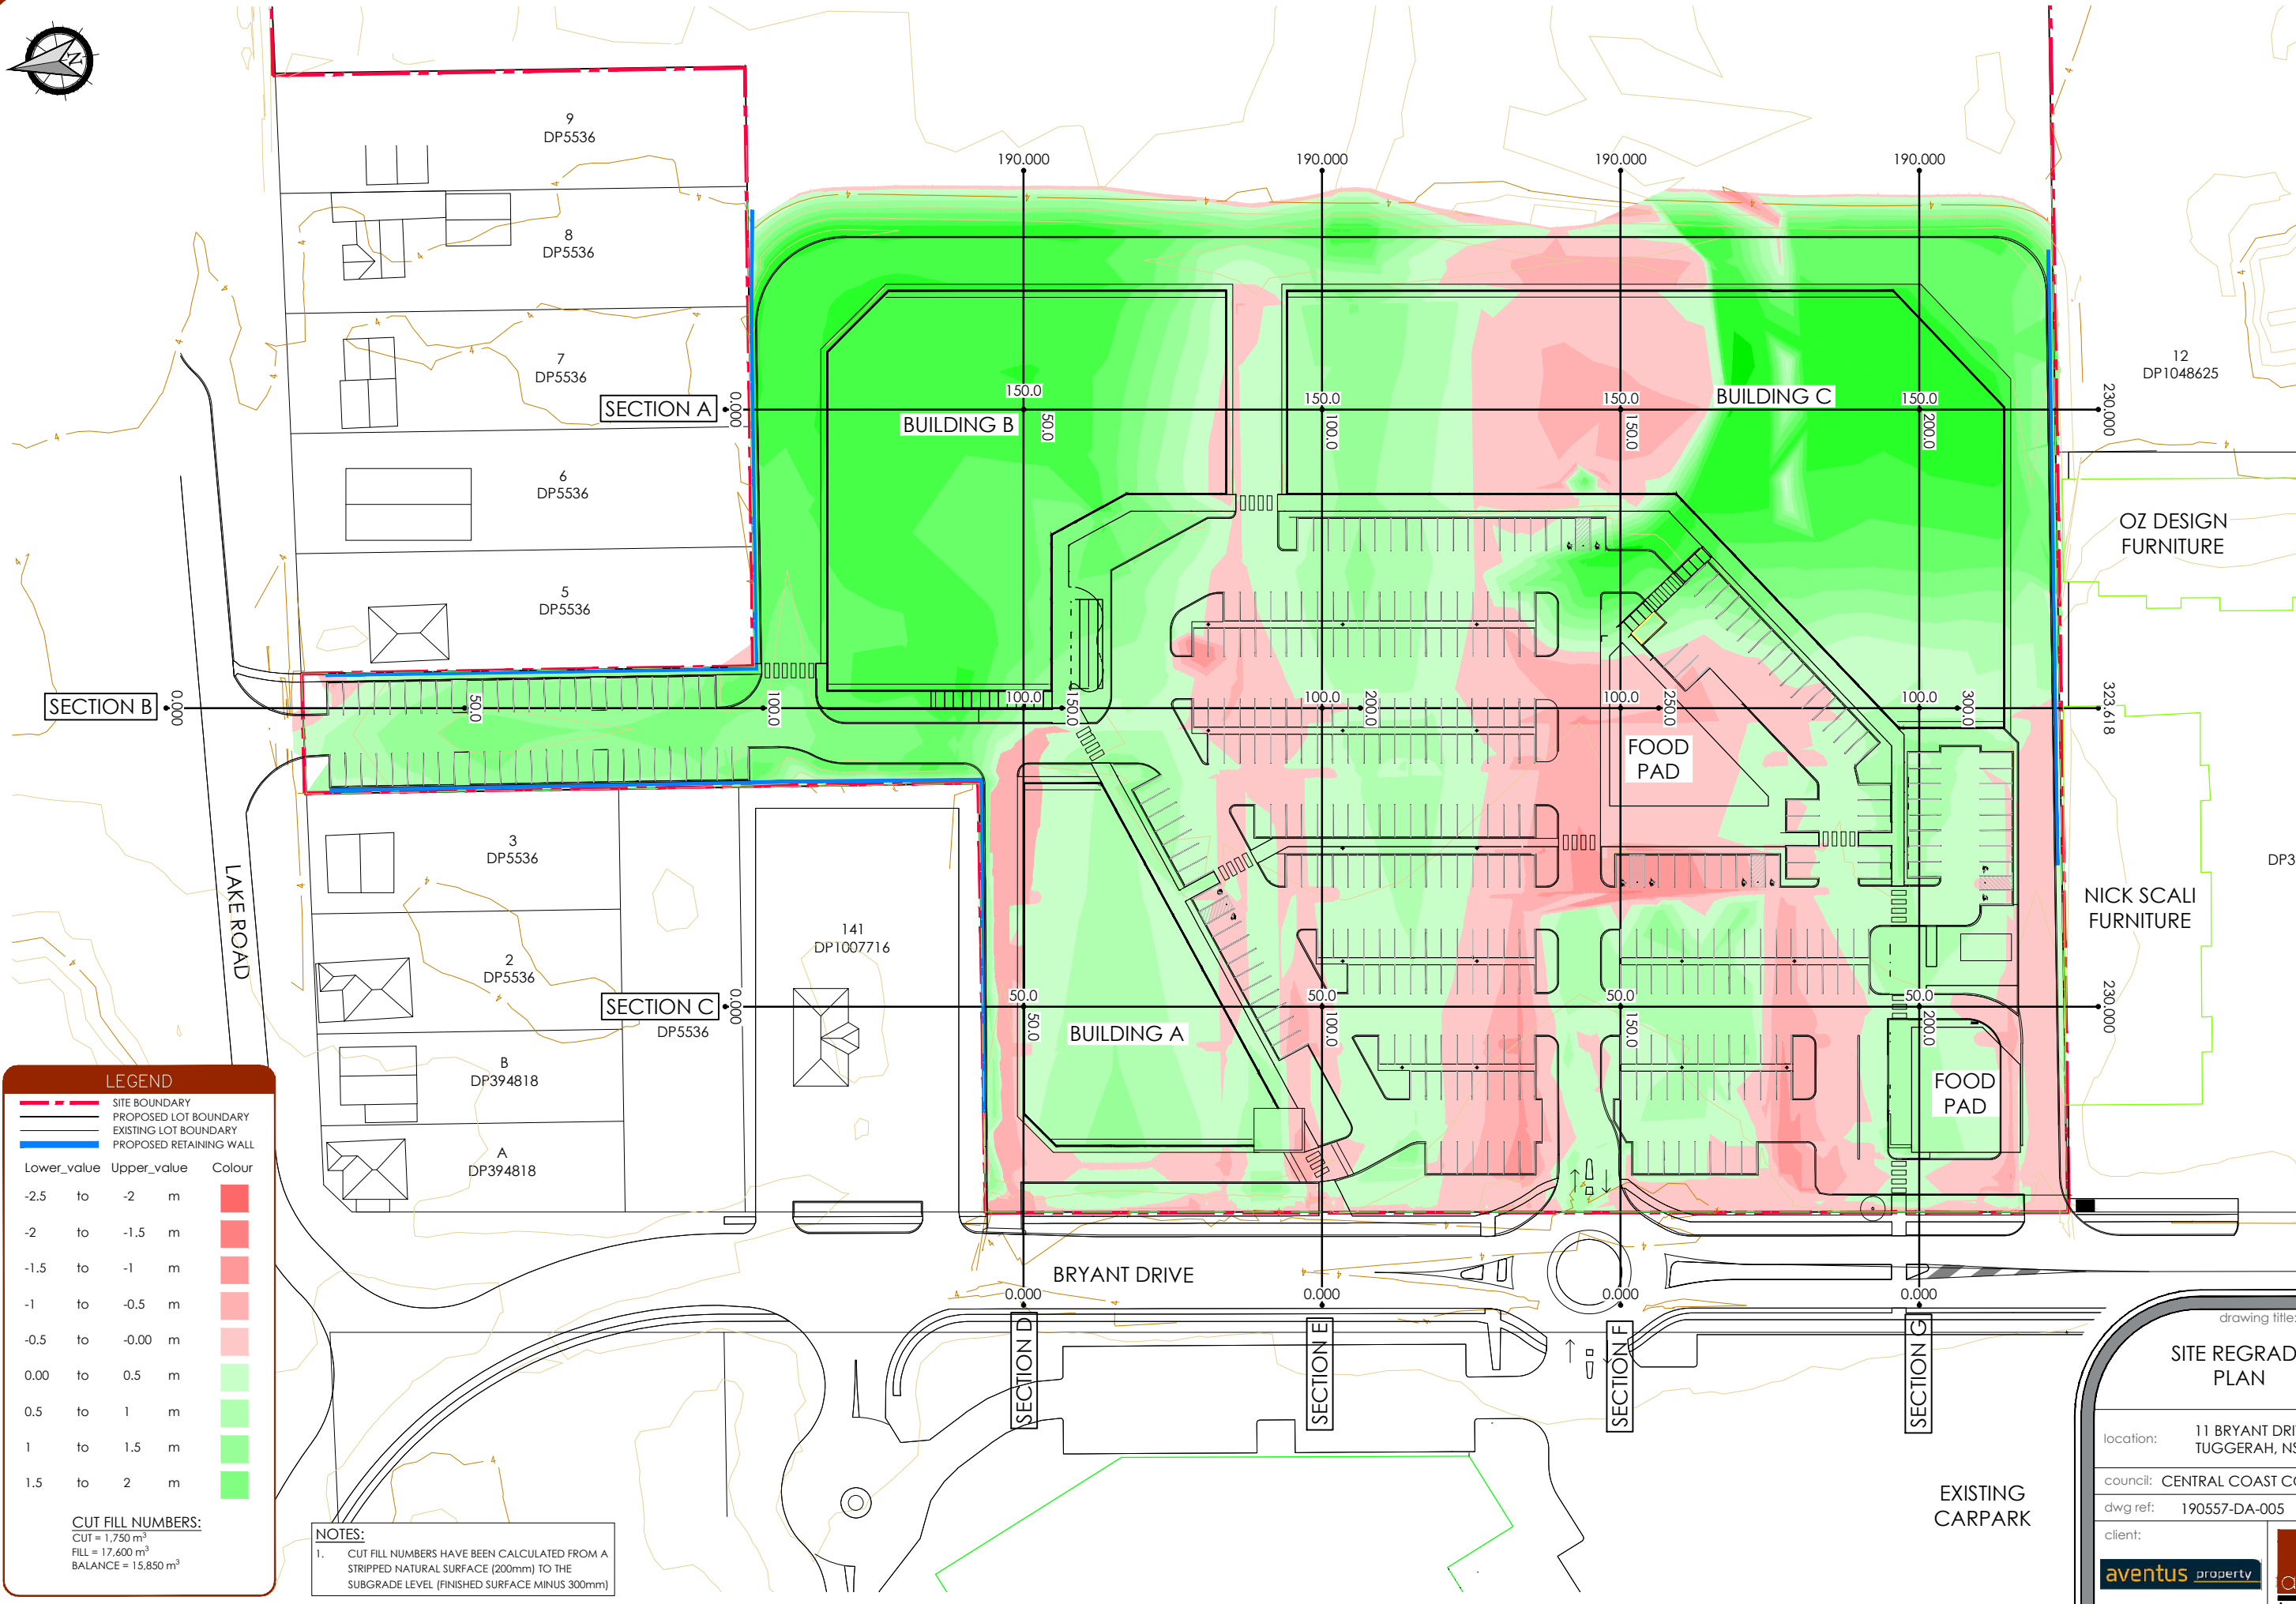 N
9
DP5536
8
DP5536
7
DP5536
6
DP5536
5
DP5536
3
DP5536
2
DP5536
B
DP394818
A
DP394818
141
DP1007716
DP5536
12
DP1048625
190.000
190.000
190.000
190.000
SECTION A
0.000
150.0
50.0
150.0
100.0
150.0
150.0
150.0
200.0
230.000
BUILDING B
BUILDING C
OZ DESIGN
FURNITURE
SECTION B
0.000
50.0
100.0
100.0
150.0
100.0
200.0
100.0
250.0
100.0
300.0
323.618
FOOD
PAD
NICK SCALI
FURNITURE
DP3
LAKE ROAD
SECTION C
0.000
50.0
50.0
50.0
100.0
50.0
150.0
50.0
200.0
230.000
BUILDING A
FOOD
PAD
BRYANT DRIVE
0.000
0.000
0.000
0.000
SECTION D
SECTION E
SECTION F
SECTION G
EXISTING
CARPARK
LEGEND
SITE BOUNDARY
PROPOSED LOT BOUNDARY
EXISTING LOT BOUNDARY
PROPOSED RETAINING WALL
Lower_value Upper_value Colour
-2.5 to -2 m
-2 to -1.5 m
-1.5 to -1 m
-1 to -0.5 m
-0.5 to -0.00 m
0.00 to 0.5 m
0.5 to 1 m
1 to 1.5 m
1.5 to 2 m
CUT FILL NUMBERS:
CUT = 1,750 m³
FILL = 17,600 m³
BALANCE = 15,850 m³
NOTES:
1. CUT FILL NUMBERS HAVE BEEN CALCULATED FROM A
STRIPPED NATURAL SURFACE (200mm) TO THE
SUBGRADE LEVEL (FINISHED SURFACE MINUS 300mm)
drawing title:
SITE REGRAD
PLAN
location: 11 BRYANT DRI
TUGGERAH, NS
council: CENTRAL COAST CO
dwg ref: 190557-DA-005
client:
aventus property